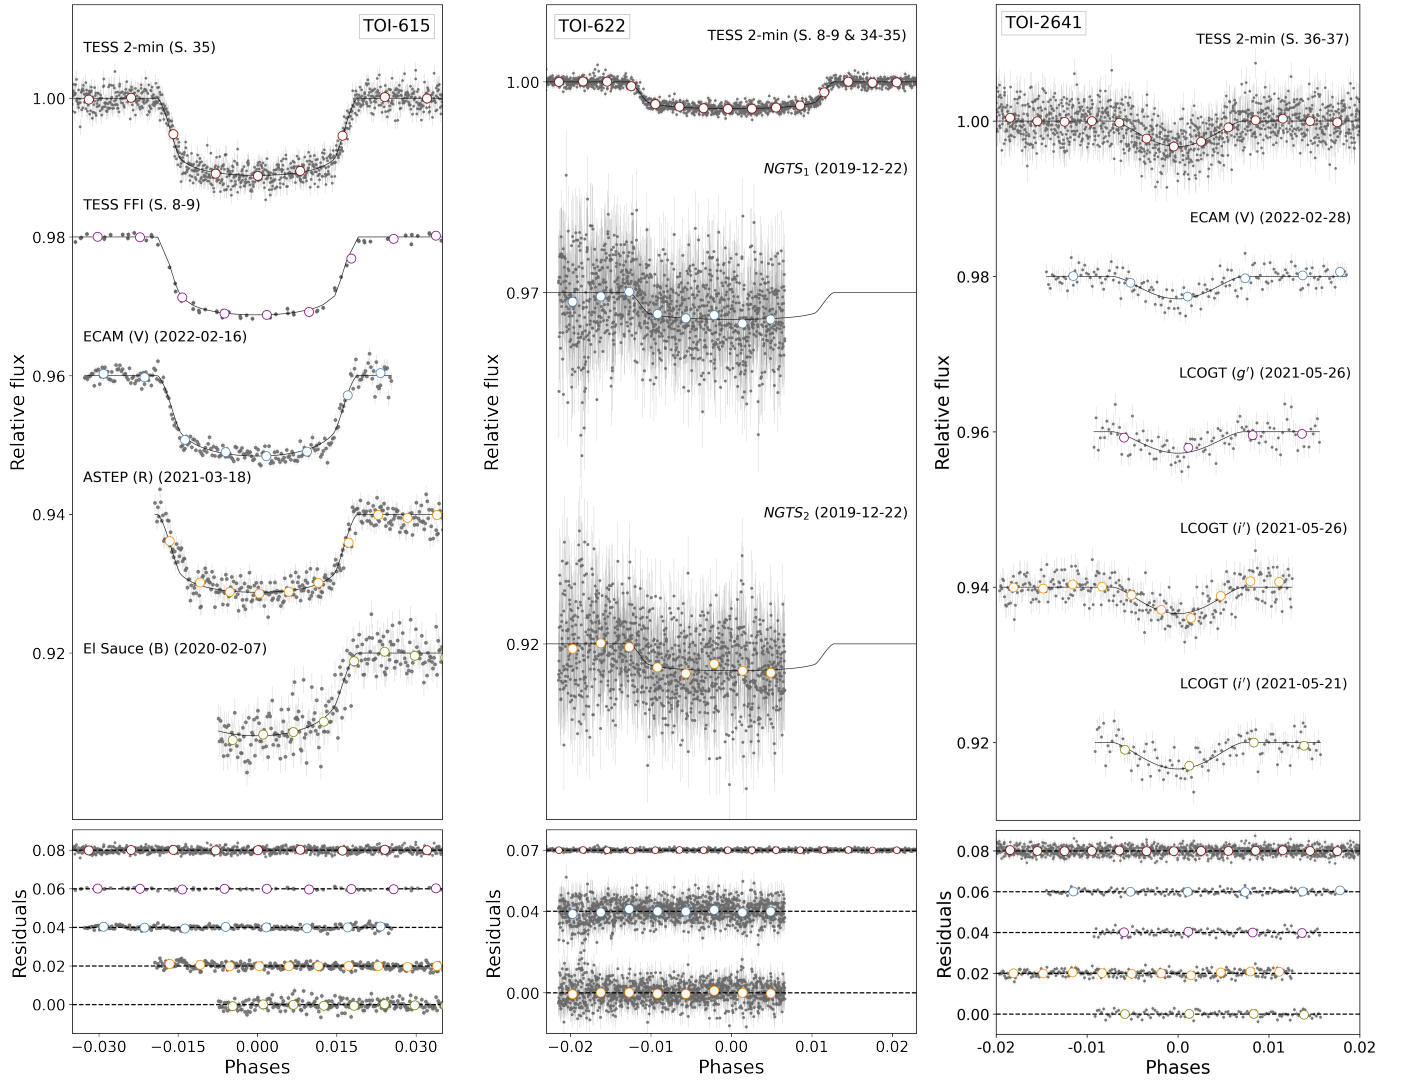 TOI-615
TESS 2-min (S. 35)
1.00
TESS FFI (S. 8-9)
0.98
ECAM (V) (2022-02-16)
0.96
ASTEP (R) (2021-03-18)
0.94
El Sauce (B) (2020-02-07)
0.92
Relative flux
0.08
0.06
0.04
0.02
0.00
Residuals
−0.030 −0.015 0.000 0.015 0.030
Phases
TOI-622
TESS 2-min (S. 8-9 & 34-35)
1.00
NGTS₁ (2019-12-22)
0.97
NGTS₂ (2019-12-22)
0.92
Relative flux
0.07
0.04
0.00
Residuals
−0.02 −0.01 0.00 0.01 0.02
Phases
TOI-2641
TESS 2-min (S. 36-37)
1.00
ECAM (V) (2022-02-28)
0.98
LCOGT (g′) (2021-05-26)
0.96
LCOGT (i′) (2021-05-26)
0.94
LCOGT (i′) (2021-05-21)
0.92
Relative flux
0.08
0.06
0.04
0.02
0.00
Residuals
-0.02 -0.01 0.0 0.01 0.02
Phases